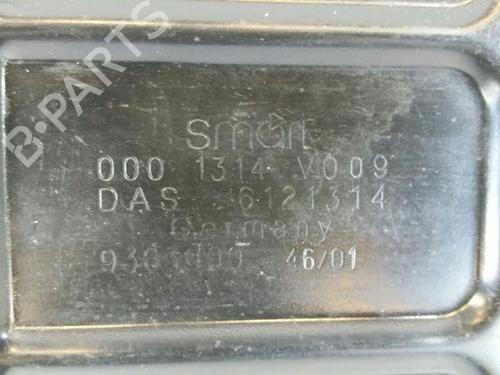 B-PARTS
smart
000 1314 V009
DAS 6121314
Germany
46/01